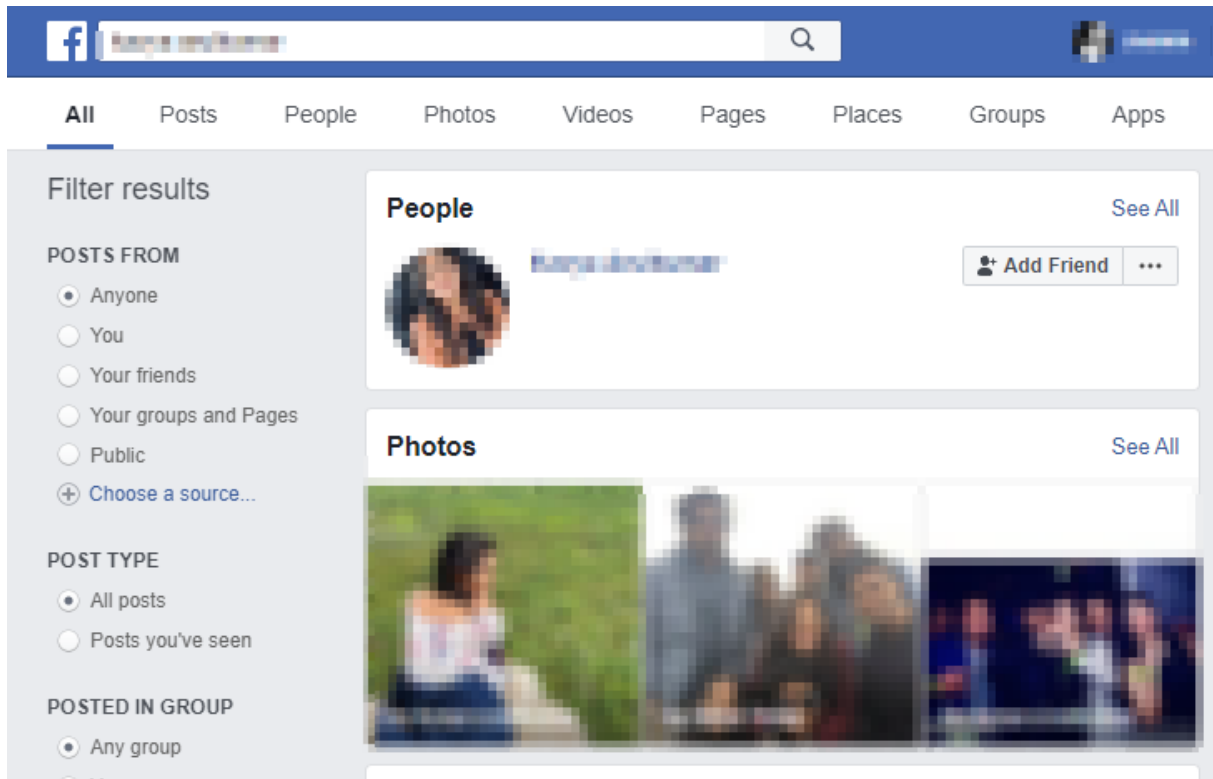 f
All Posts People Photos Videos Pages Places Groups Apps
Filter results
POSTS FROM
Anyone
You
Your friends
Your groups and Pages
Public
Choose a source...
POST TYPE
All posts
Posts you've seen
POSTED IN GROUP
Any group
People See All
Add Friend ...
Photos See All